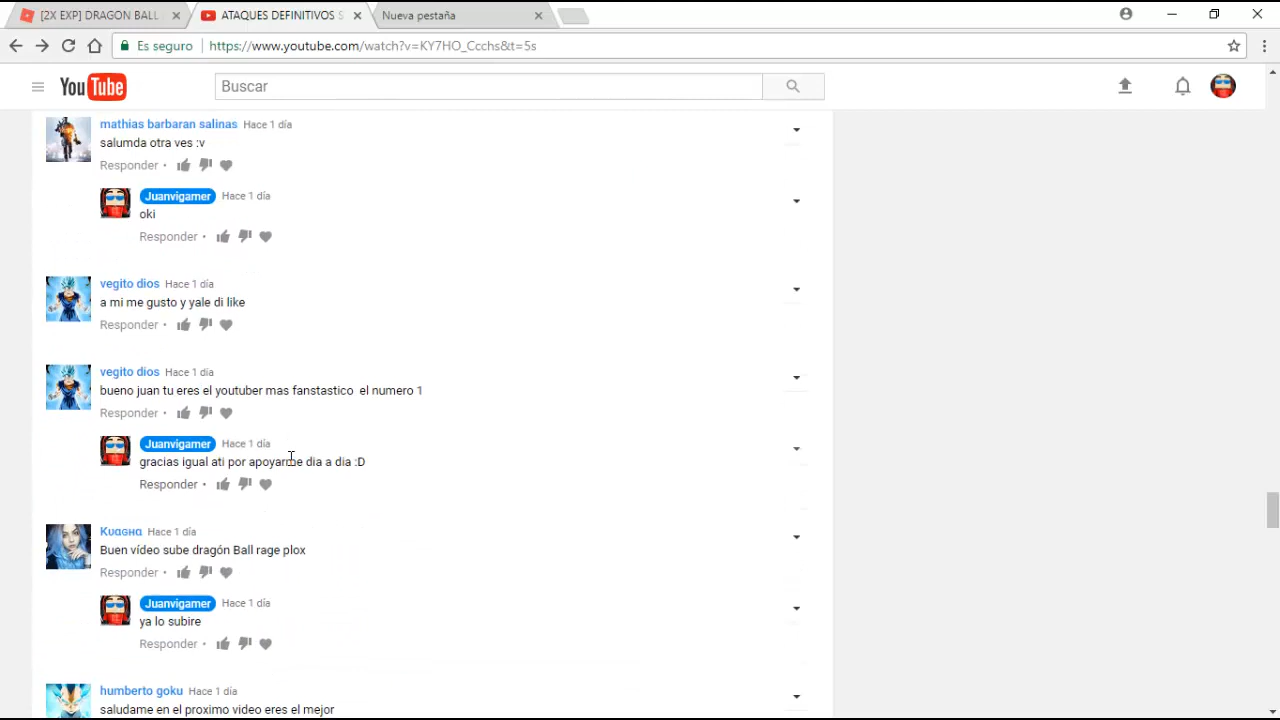 [2X EXP] DRAGON BALL
ATAQUES DEFINITIVOS S
Nueva pestaña
Es seguro
https://www.youtube.com/watch?v=KY7HO_Ccchs&t=5s
YouTube
Buscar
mathias barbaran salinas Hace 1 día
salumda otra ves :v
Responder •
Juanvigamer Hace 1 día
oki
Responder •
vegito dios Hace 1 día
a mi me gusto y yale di like
Responder •
vegito dios Hace 1 día
bueno juan tu eres el youtuber mas fanstastico el numero 1
Responder •
Juanvigamer Hace 1 día
gracias igual ati por apoyarme dia a dia :D
Responder •
Kυαgнα Hace 1 día
Buen vídeo sube dragón Ball rage plox
Responder •
Juanvigamer Hace 1 día
ya lo subire
Responder •
humberto goku Hace 1 día
saludame en el proximo video eres el mejor